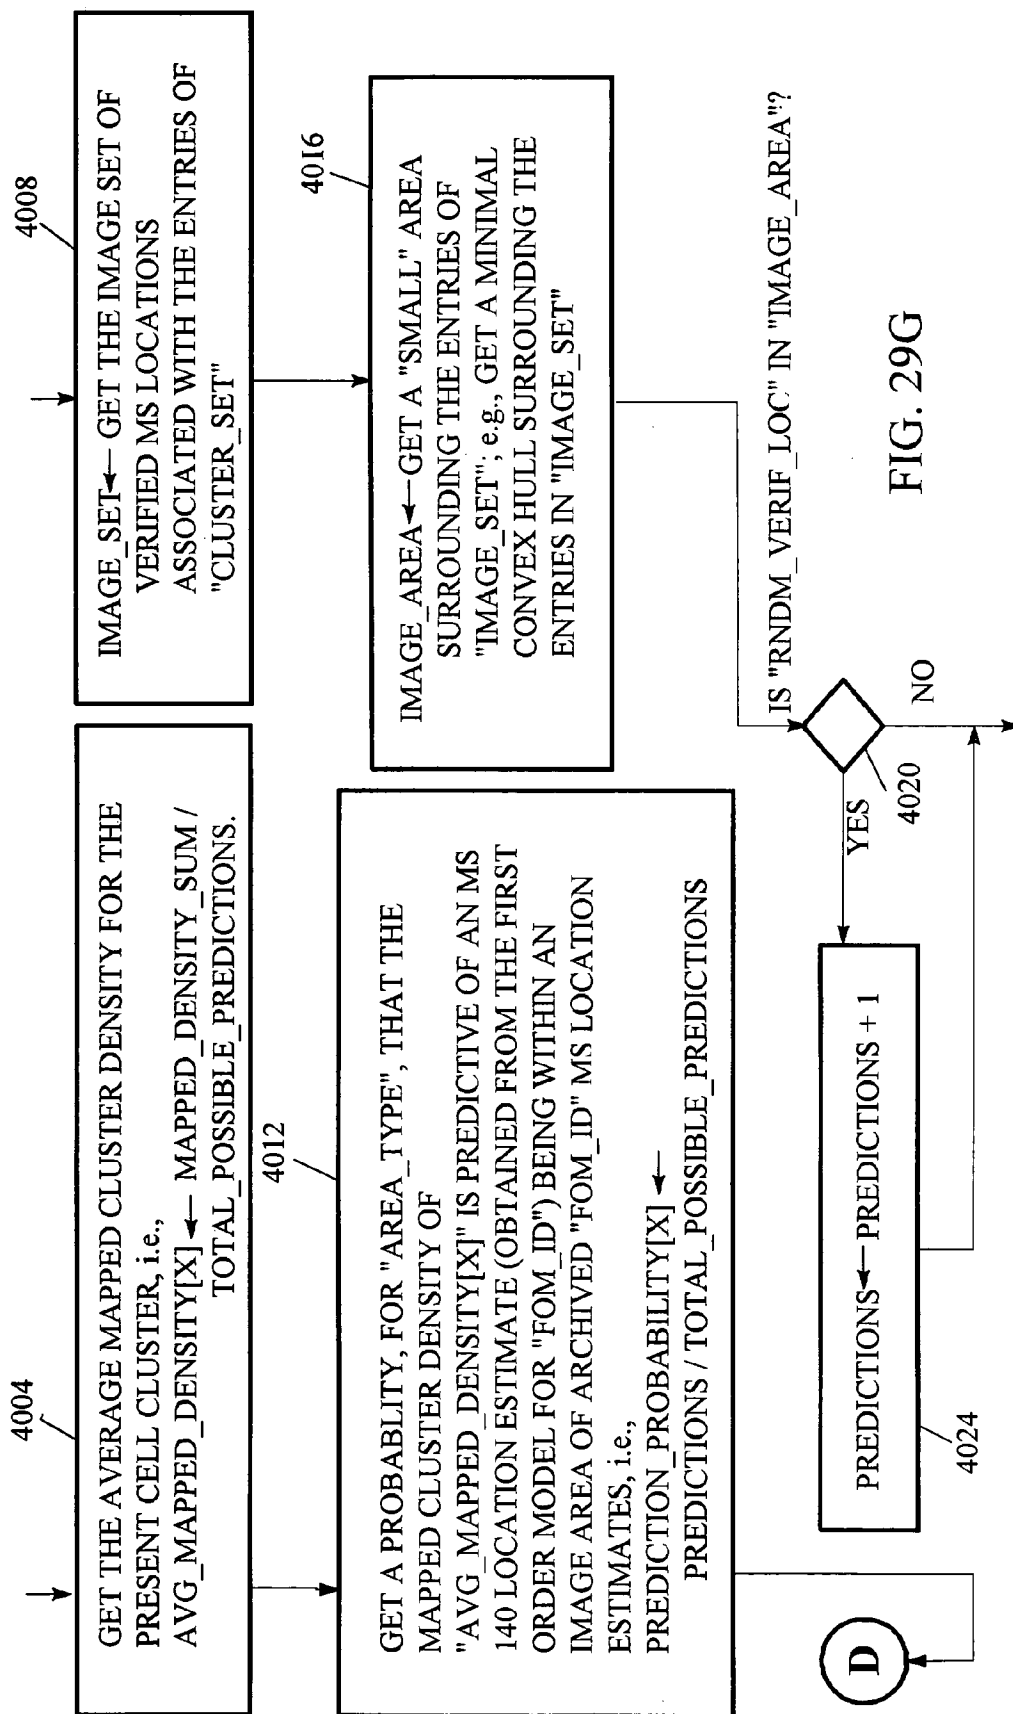 4004
GET THE AVERAGE MAPPED CLUSTER DENSITY FOR THE
PRESENT CELL CLUSTER, i.e.,
AVG_MAPPED_DENSITY[X] ← MAPPED_DENSITY_SUM /
TOTAL_POSSIBLE_PREDICTIONS.
4012
GET A PROBABLITY, FOR "AREA_TYPE", THAT THE
MAPPED CLUSTER DENSITY OF
"AVG_MAPPED_DENSITY[X]" IS PREDICTIVE OF AN MS
140 LOCATION ESTIMATE (OBTAINED FROM THE FIRST
ORDER MODEL FOR "FOM_ID") BEING WITHIN AN
IMAGE AREA OF ARCHIVED "FOM_ID" MS LOCATION
ESTIMATES, i.e.,
PREDICTION_PROBABILITY[X] ←
PREDICTIONS / TOTAL_POSSIBLE_PREDICTIONS
D
4008
IMAGE_SET ← GET THE IMAGE SET OF
VERIFIED MS LOCATIONS
ASSOCIATED WITH THE ENTRIES OF
"CLUSTER_SET"
4016
IMAGE_AREA ← GET A "SMALL" AREA
SURROUNDING THE ENTRIES OF
"IMAGE_SET"; e.g., GET A MINIMAL
CONVEX HULL SURROUNDING THE
ENTRIES IN "IMAGE_SET"
IS "RNDM_VERIF_LOC" IN "IMAGE_AREA"?
4020
YES
NO
PREDICTIONS ← PREDICTIONS + 1
4024
FIG. 29G